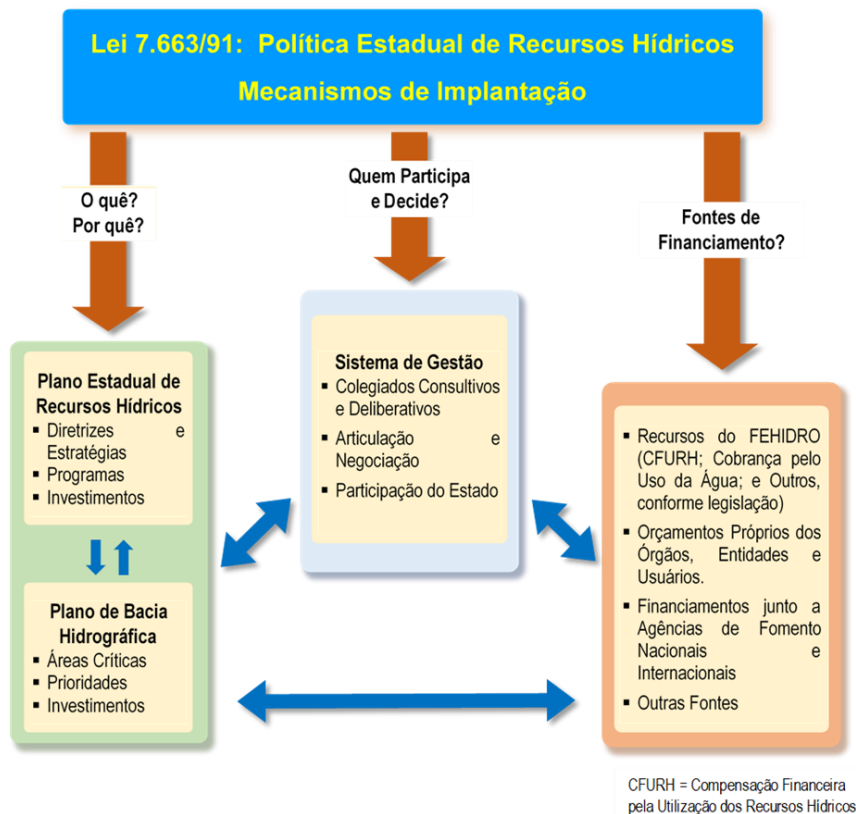 Lei 7.663/91: Política Estadual de Recursos Hídricos
Mecanismos de Implantação
O quê?
Por quê?
Quem Participa
e Decide?
Fontes de
Financiamento?
Plano Estadual de
Recursos Hídricos
▪ Diretrizes e
Estratégias
▪ Programas
▪ Investimentos
Plano de Bacia
Hidrográfica
▪ Áreas Críticas
▪ Prioridades
▪ Investimentos
Sistema de Gestão
▪ Colegiados Consultivos
e Deliberativos
▪ Articulação e
Negociação
▪ Participação do Estado
▪ Recursos do FEHIDRO
(CFURH; Cobrança pelo
Uso da Água; e Outros,
conforme legislação)
▪ Orçamentos Próprios dos
Órgãos, Entidades e
Usuários.
▪ Financiamentos junto a
Agências de Fomento
Nacionais e
Internacionais
▪ Outras Fontes
CFURH = Compensação Financeira
pela Utilização dos Recursos Hídricos